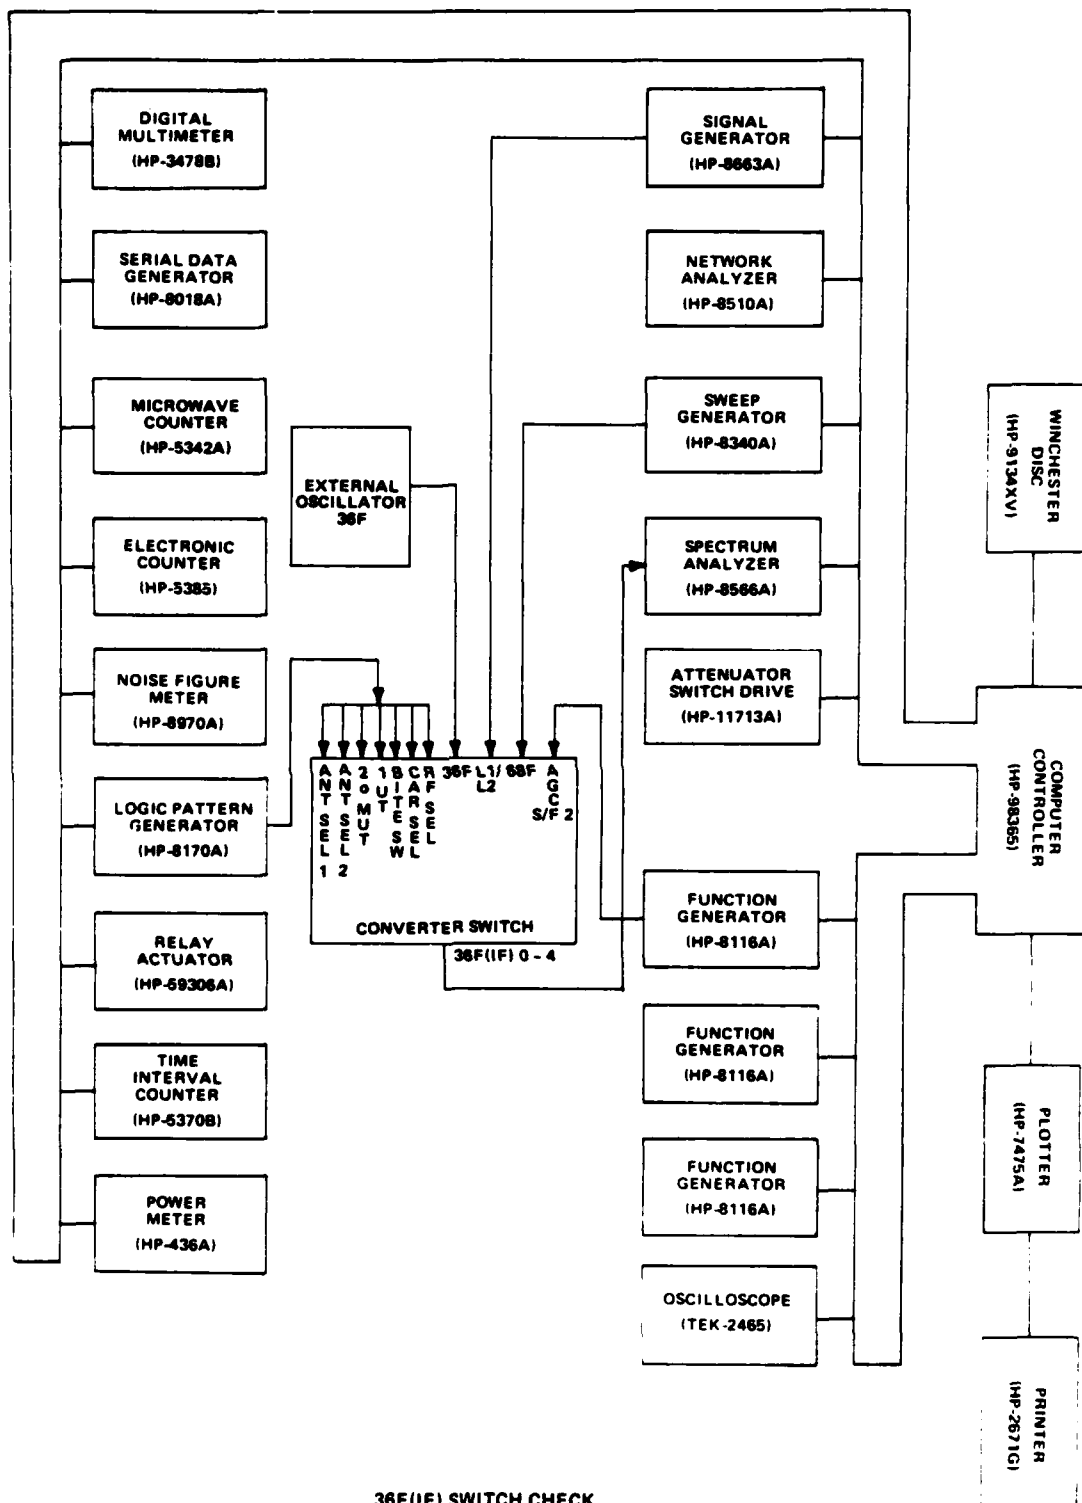 DIGITAL
MULTIMETER
(HP-3478B)
SERIAL DATA
GENERATOR
(HP-8018A)
MICROWAVE
COUNTER
(HP-5342A)
ELECTRONIC
COUNTER
(HP-5385)
NOISE FIGURE
METER
(HP-8970A)
LOGIC PATTERN
GENERATOR
(HP-8170A)
RELAY
ACTUATOR
(HP-59306A)
TIME
INTERVAL
COUNTER
(HP-5370B)
POWER
METER
(HP-436A)
EXTERNAL
OSCILLATOR
36F
ANT SEL 1
ANT SEL 2
2o MUT
1 UT
BITE SW
CAR SEL
RF SEL
36F
L1/
L2
68F
AGC
S/F 2
CONVERTER SWITCH
36F(IF) 0 - 4
SIGNAL
GENERATOR
(HP-8663A)
NETWORK
ANALYZER
(HP-8510A)
SWEEP
GENERATOR
(HP-8340A)
SPECTRUM
ANALYZER
(HP-8566A)
ATTENUATOR
SWITCH DRIVE
(HP-11713A)
FUNCTION
GENERATOR
(HP-8116A)
FUNCTION
GENERATOR
(HP-8116A)
FUNCTION
GENERATOR
(HP-8116A)
OSCILLOSCOPE
(TEK-2465)
WINCHESTER
DISC
(HP-9134XV)
COMPUTER
CONTROLLER
(HP-98365)
PLOTTER
(HP-7475A)
PRINTER
(HP-2671G)
36F(IF) SWITCH CHECK